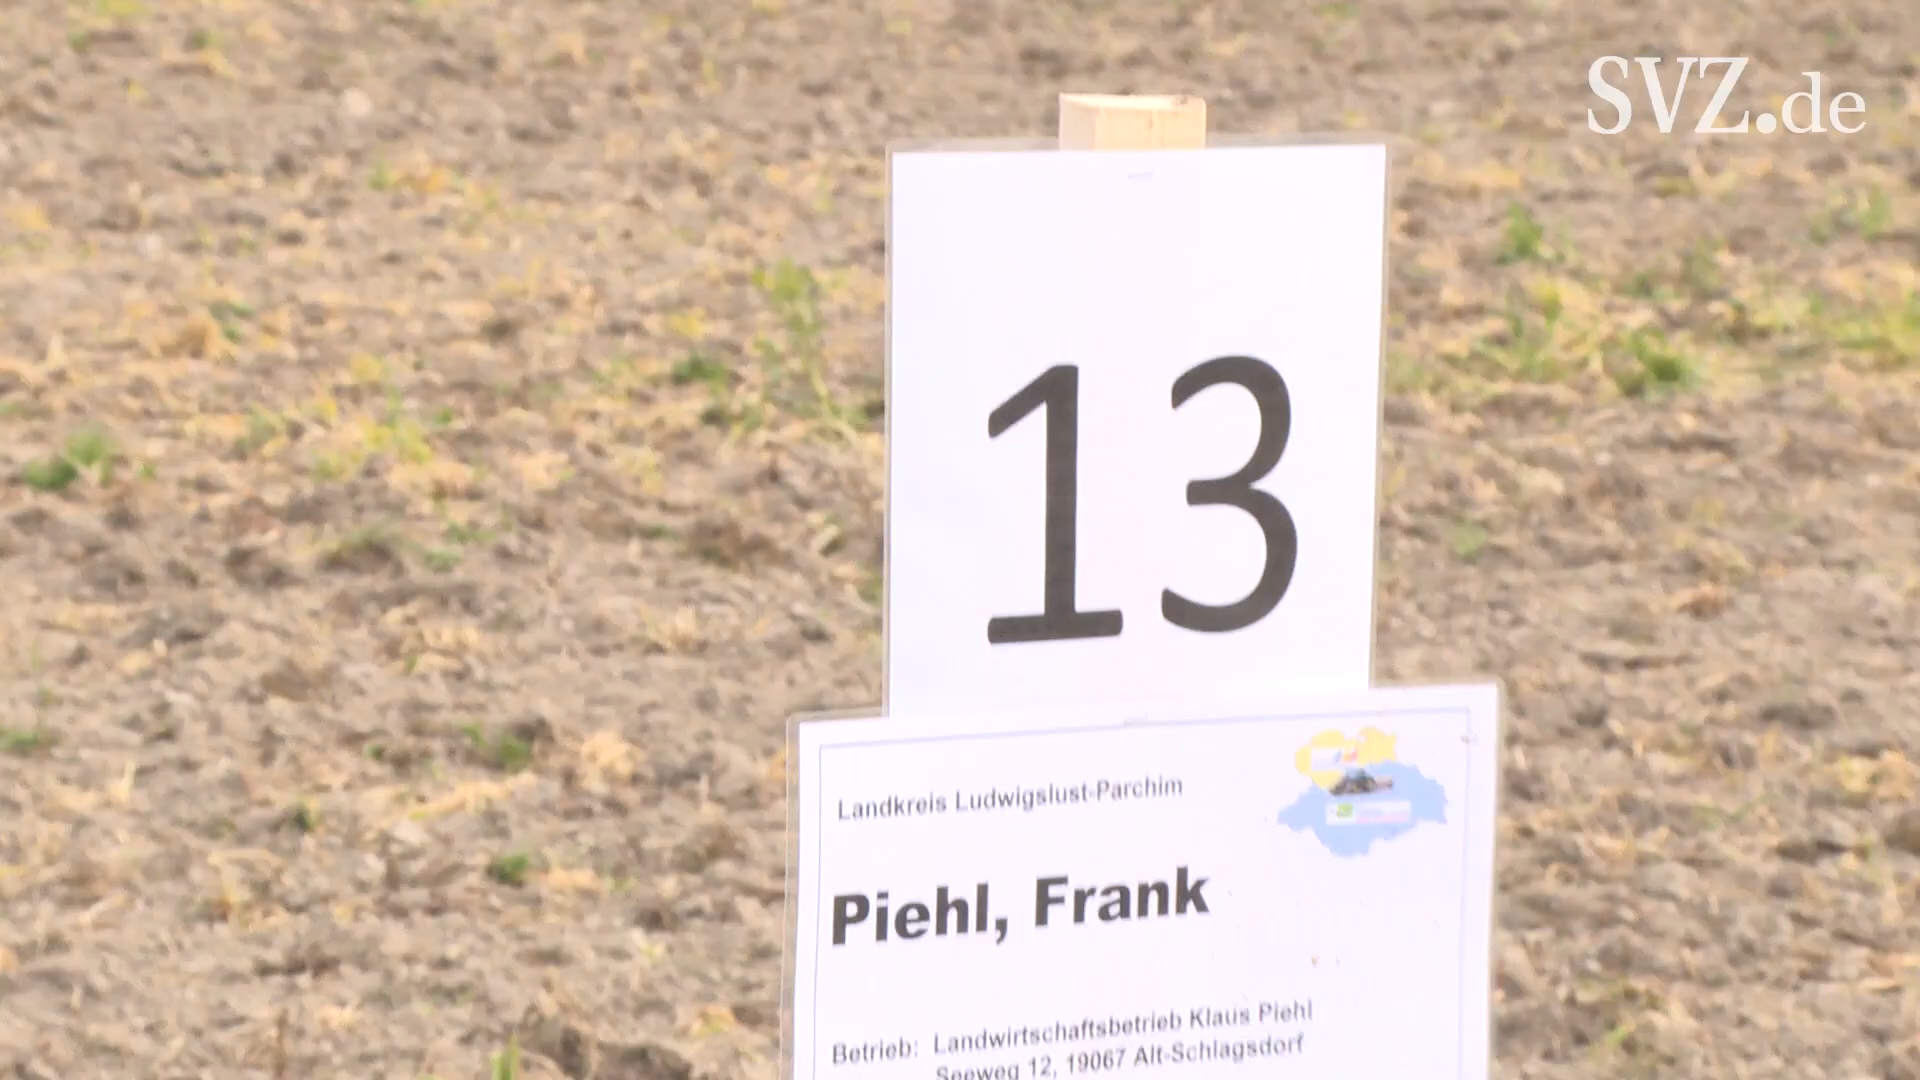 SVZ.de
13
Landkreis Ludwigslust-Parchim
Piehl, Frank
Betrieb: Landwirtschaftsbetrieb Klaus Piehl
Seeweg 12, 19067 Alt-Schlagsdorf